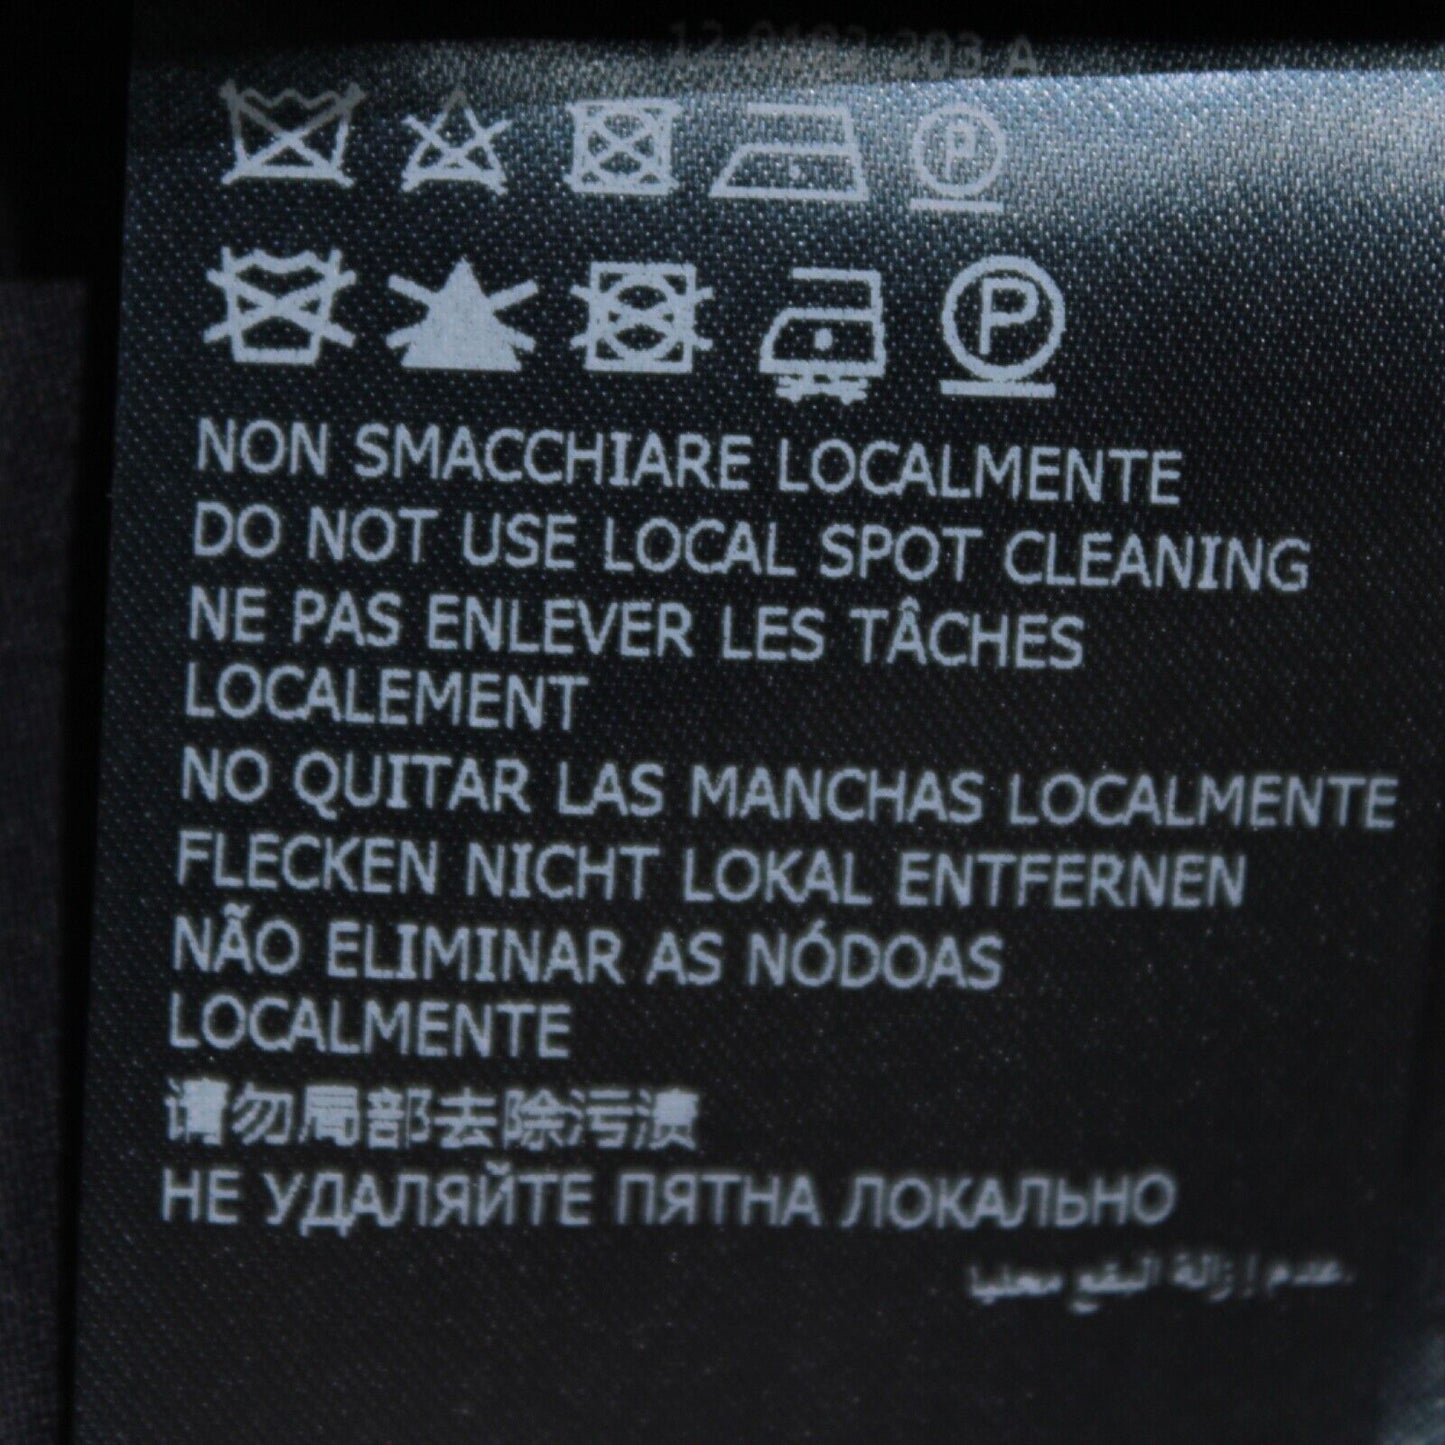 P
P
NON SMACCHIARE LOCALMENTE
DO NOT USE LOCAL SPOT CLEANING
NE PAS ENLEVER LES TÂCHES
LOCALEMENT
NO QUITAR LAS MANCHAS LOCALMENTE
FLECKEN NICHT LOKAL ENTFERNEN
NÃO ELIMINAR AS NÓDOAS
LOCALMENTE
请勿局部去除污渍
НЕ УДАЛЯЙТЕ ПЯТНА ЛОКАЛЬНО
عدم إزالة البقع محليا.